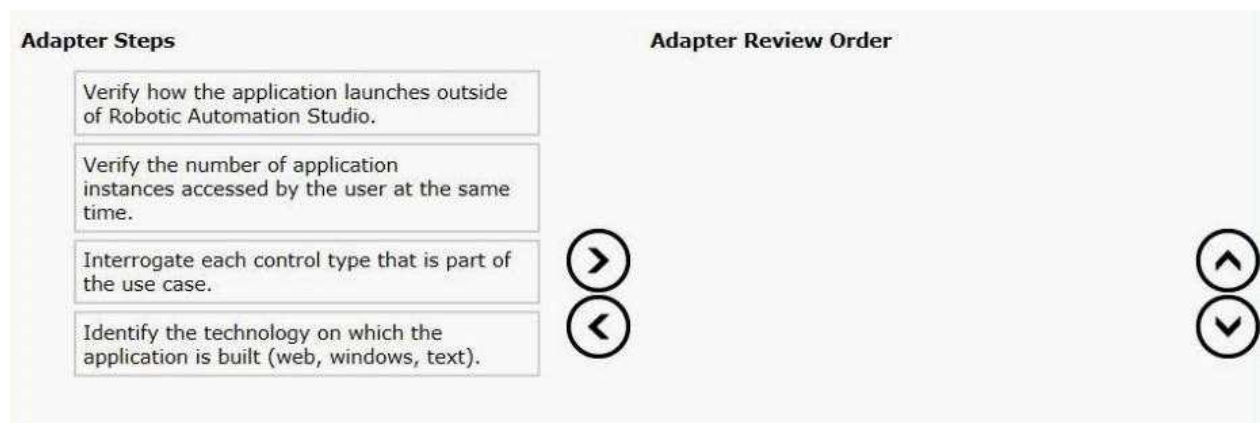 Adapter Steps
Adapter Review Order
Verify how the application launches outside
of Robotic Automation Studio.
Verify the number of application
instances accessed by the user at the same
time.
Interrogate each control type that is part of
the use case.
Identify the technology on which the
application is built (web, windows, text).